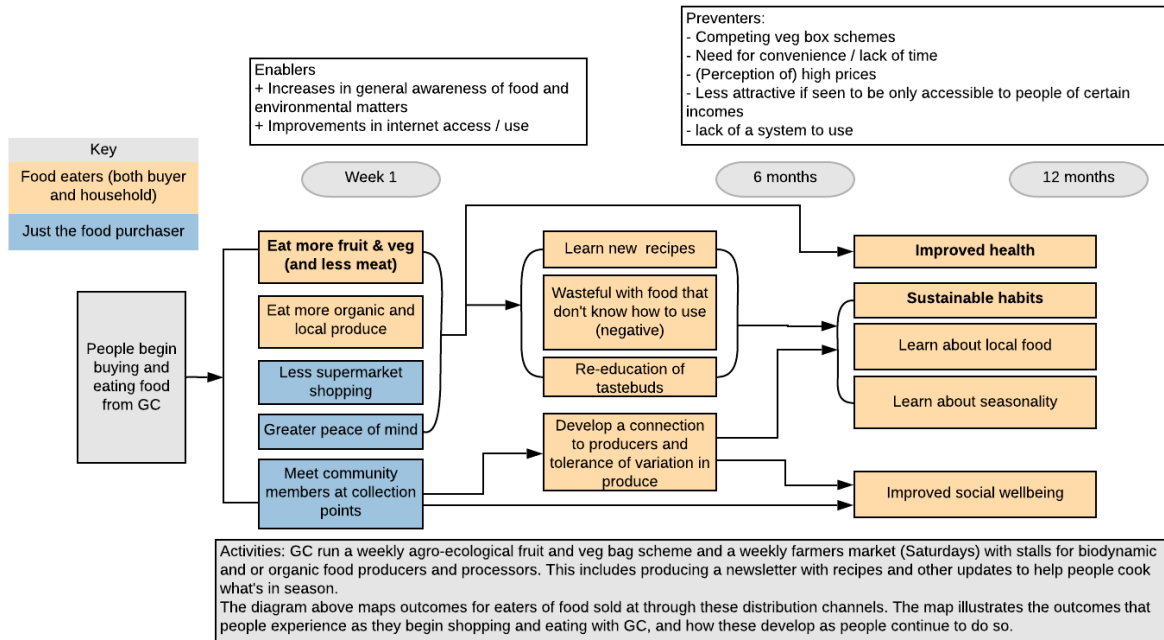 Preventers:
- Competing veg box schemes
- Need for convenience / lack of time
- (Perception of) high prices
- Less attractive if seen to be only accessible to people of certain
incomes
- lack of a system to use
Enablers
+ Increases in general awareness of food and
environmental matters
+ Improvements in internet access / use
Key
Food eaters (both buyer
and household)
Just the food purchaser
Week 1
6 months
12 months
People begin
buying and
eating food
from GC
Eat more fruit & veg
(and less meat)
Eat more organic and
local produce
Less supermarket
shopping
Greater peace of mind
Meet community
members at collection
points
Learn new recipes
Wasteful with food that
don't know how to use
(negative)
Re-education of
tastebuds
Develop a connection
to producers and
tolerance of variation in
produce
Improved health
Sustainable habits
Learn about local food
Learn about seasonality
Improved social wellbeing
Activities: GC run a weekly agro-ecological fruit and veg bag scheme and a weekly farmers market (Saturdays) with stalls for biodynamic
and or organic food producers and processors. This includes producing a newsletter with recipes and other updates to help people cook
what's in season.
The diagram above maps outcomes for eaters of food sold at through these distribution channels. The map illustrates the outcomes that
people experience as they begin shopping and eating with GC, and how these develop as people continue to do so.